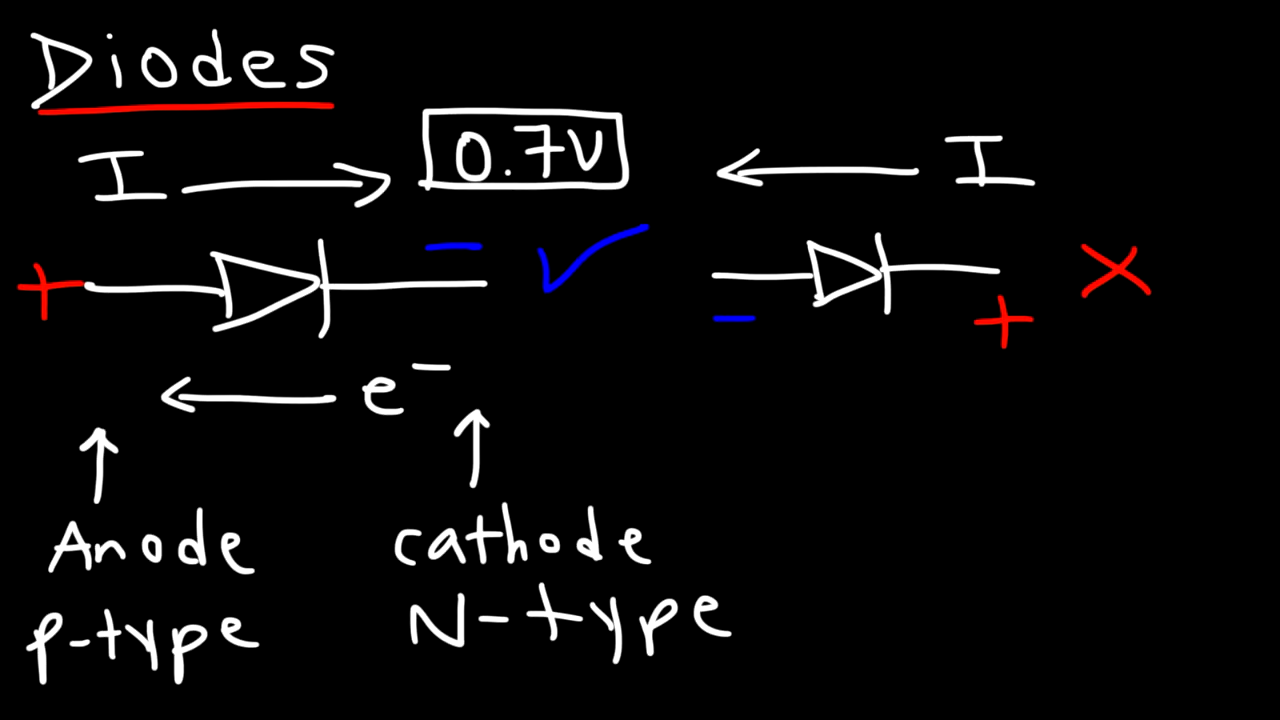 Diodes
I → 0.7V ← I
+ − ✓ − + ✗
← e⁻
↑ ↑
Anode cathode
p-type N-type